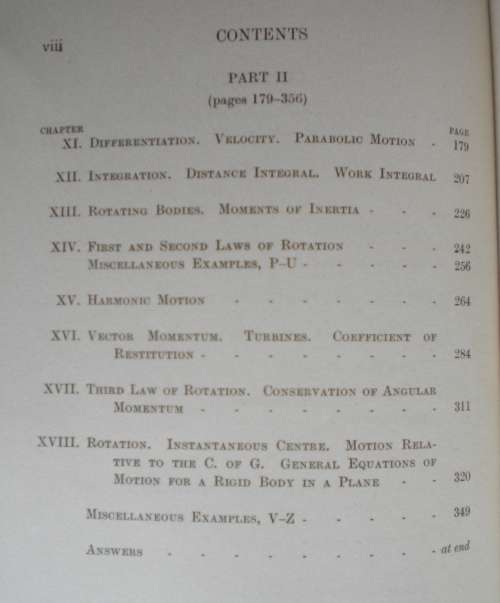 viii
CONTENTS
PART II
(pages 179–356)
CHAPTER PAGE
XI. Differentiation. Velocity. Parabolic Motion - 179
XII. Integration. Distance Integral. Work Integral 207
XIII. Rotating Bodies. Moments of Inertia - - - 226
XIV. First and Second Laws of Rotation - - - 242
Miscellaneous Examples, P–U - - - - - 256
XV. Harmonic Motion - - - - - - - 264
XVI. Vector Momentum. Turbines. Coefficient of
Restitution - - - - - - - - 284
XVII. Third Law of Rotation. Conservation of Angular
Momentum - - - - - - - - 311
XVIII. Rotation. Instantaneous Centre. Motion Rela-
tive to the C. of G. General Equations of
Motion for a Rigid Body in a Plane - - 320
Miscellaneous Examples, V–Z - - - - - 349
Answers - - - - - - - - at end